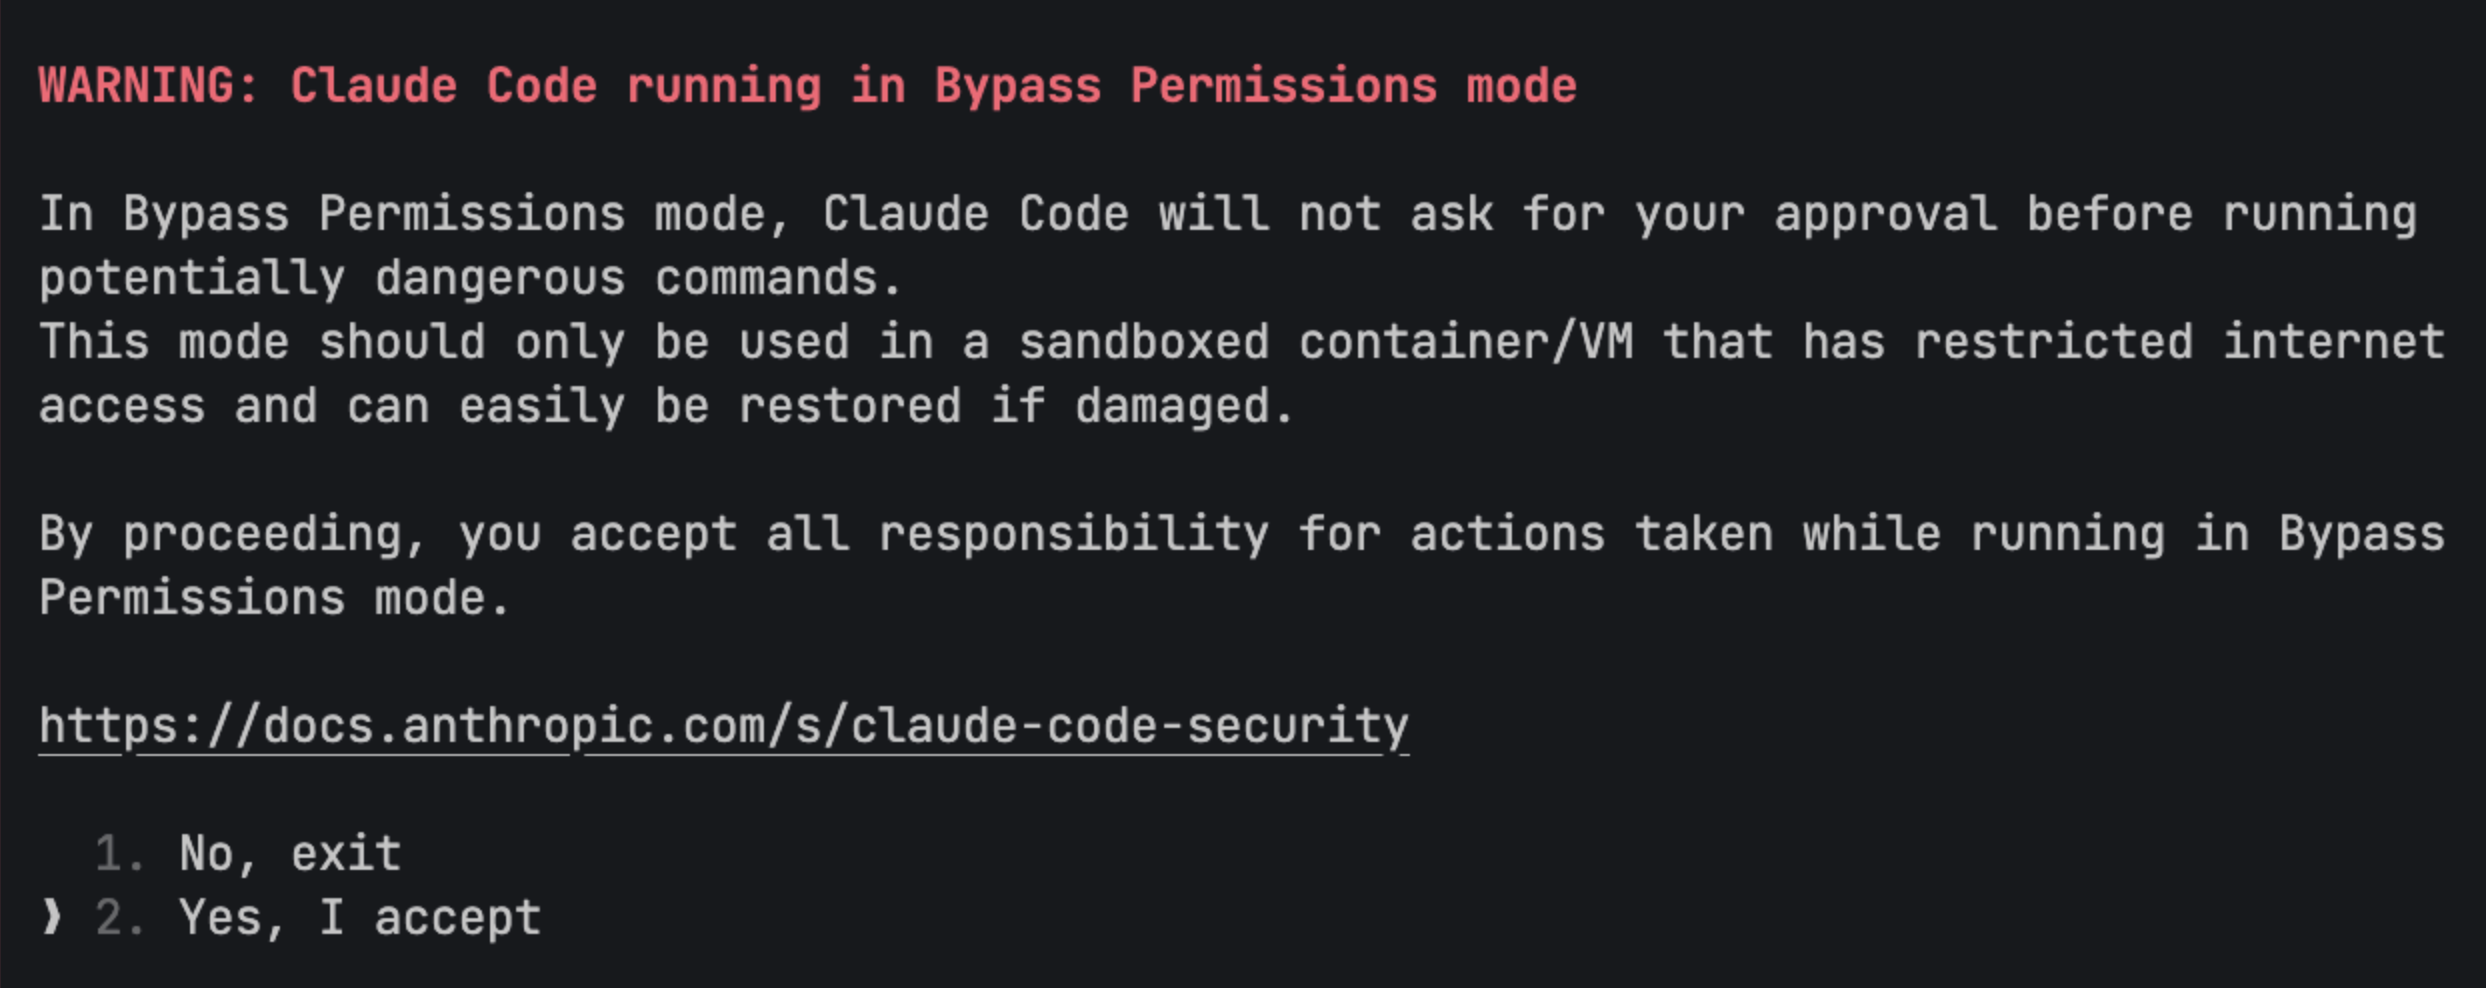 WARNING: Claude Code running in Bypass Permissions mode
In Bypass Permissions mode, Claude Code will not ask for your approval before running
potentially dangerous commands.
This mode should only be used in a sandboxed container/VM that has restricted internet
access and can easily be restored if damaged.
By proceeding, you accept all responsibility for actions taken while running in Bypass
Permissions mode.
https://docs.anthropic.com/s/claude-code-security
1. No, exit
❯ 2. Yes, I accept